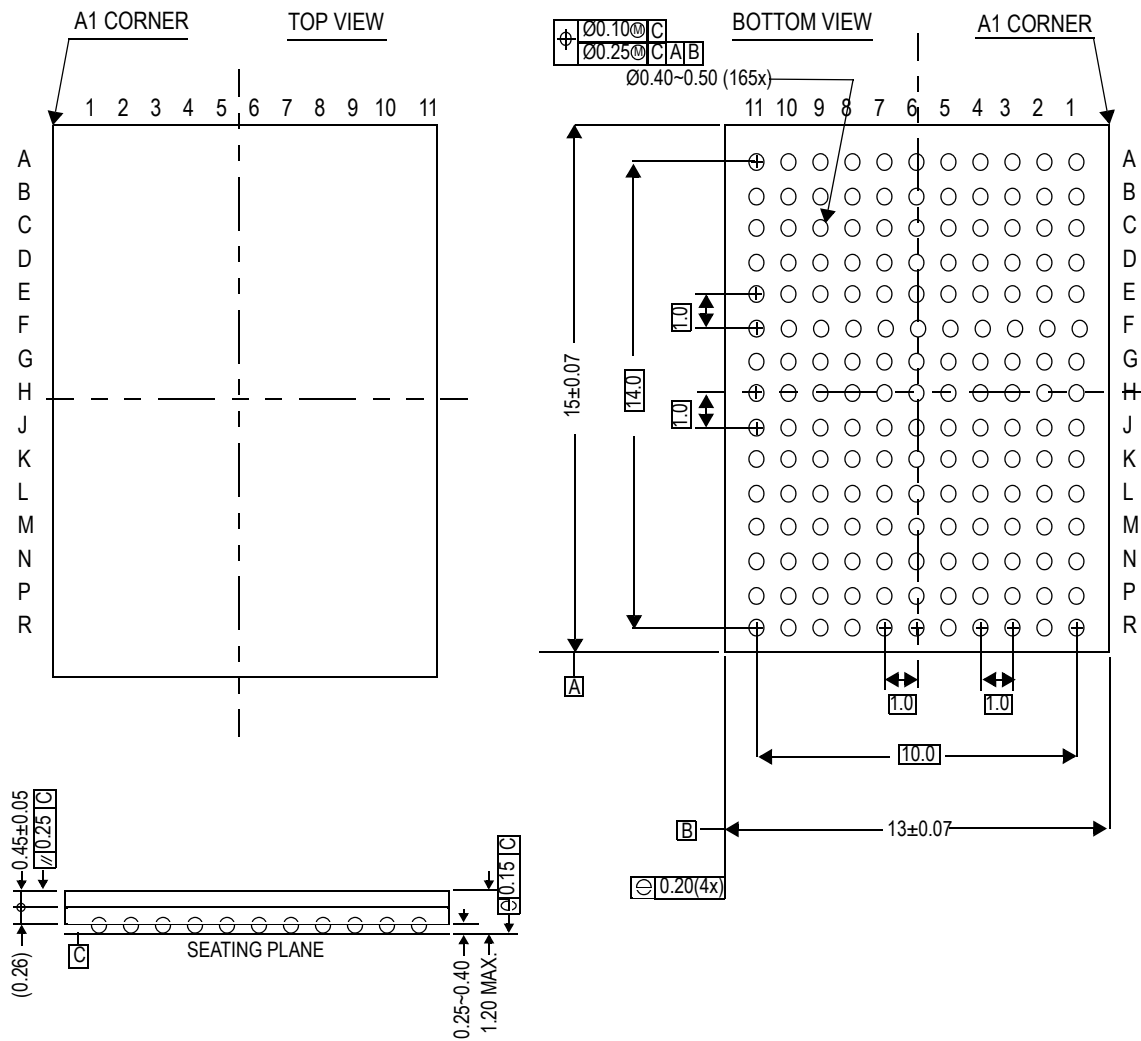 A1 CORNER
TOP VIEW
1 2 3 4 5 6 7 8 9 10 11
A
B
C
D
E
F
G
H
J
K
L
M
N
P
R
Ø0.10Ⓜ C
Ø0.25Ⓜ C A B
BOTTOM VIEW
A1 CORNER
Ø0.40~0.50 (165x)
11 10 9 8 7 6 5 4 3 2 1
A
B
C
D
E
F
G
H
J
K
L
M
N
P
R
1.0
1.0
15±0.07
14.0
A
1.0
1.0
10.0
B
13±0.07
0.20(4x)
0.45±0.05
// 0.25 C
(0.26)
C
SEATING PLANE
0.15 C
0.25~0.40
1.20 MAX.